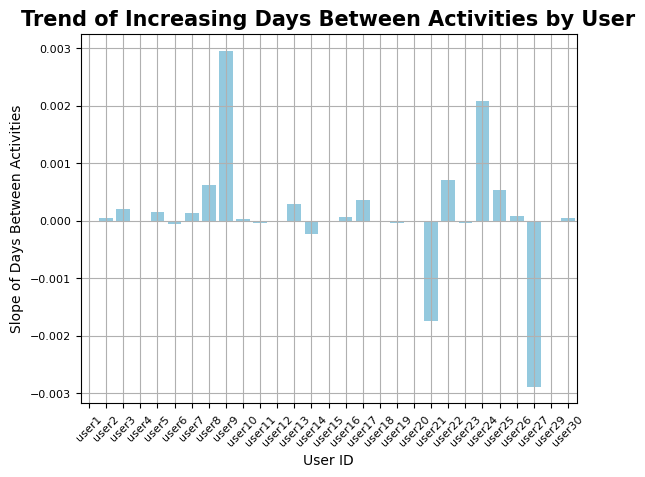 Trend of Increasing Days Between Activities by User
Slope of Days Between Activities
0.003
0.002
0.001
0.000
−0.001
−0.002
−0.003
user1
user2
user3
user4
user5
user6
user7
user8
user9
user10
user11
user12
user13
user14
user15
user16
user17
user18
user19
user20
user21
user22
user23
user24
user25
user26
user27
user29
user30
User ID